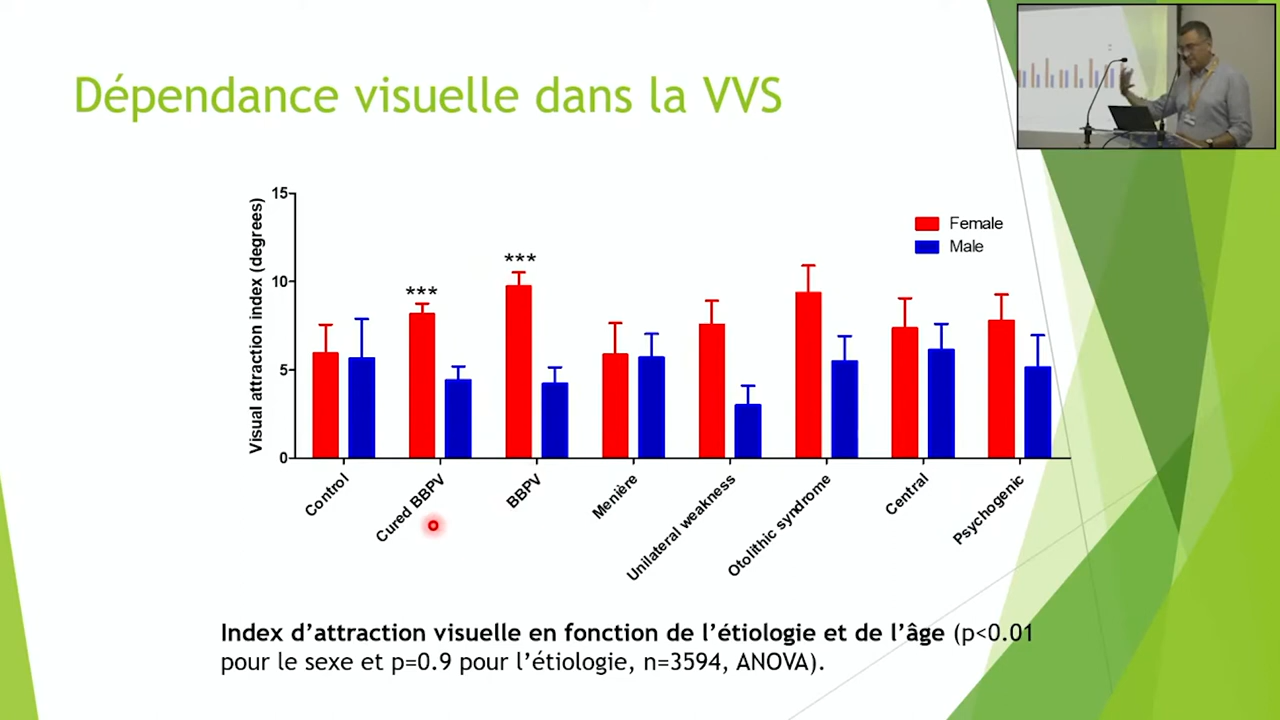 Dépendance visuelle dans la VVS
Visual attraction index (degrees)
15
10
5
0
***
***
Female
Male
Control
Cured BBPV
BBPV
Menière
Unilateral weakness
Otolithic syndrome
Central
Psychogenic
Index d’attraction visuelle en fonction de l’étiologie et de l’âge (p<0.01
pour le sexe et p=0.9 pour l’étiologie, n=3594, ANOVA).